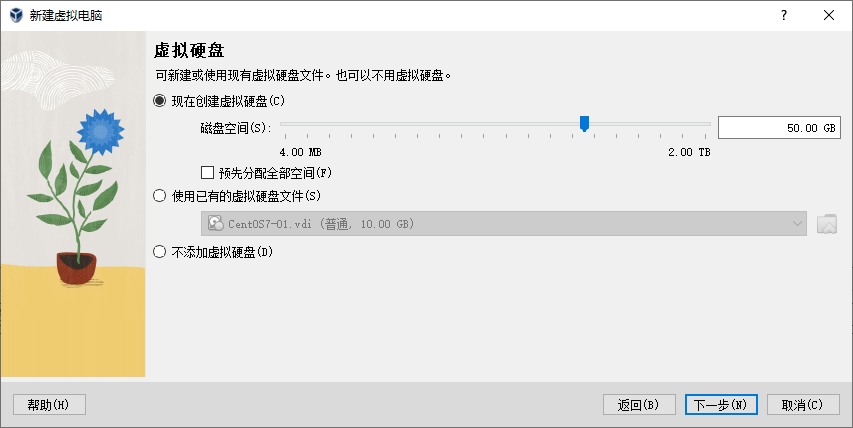 新建虚拟电脑
虚拟硬盘
可新建或使用现有虚拟硬盘文件。也可以不用虚拟硬盘。
现在创建虚拟硬盘(C)
磁盘空间(S): 50.00 GB
4.00 MB 2.00 TB
预先分配全部空间(F)
使用已有的虚拟硬盘文件(S)
CentOS7-01.vdi (普通, 10.00 GB)
不添加虚拟硬盘(D)
帮助(H) 返回(B) 下一步(N) 取消(C)